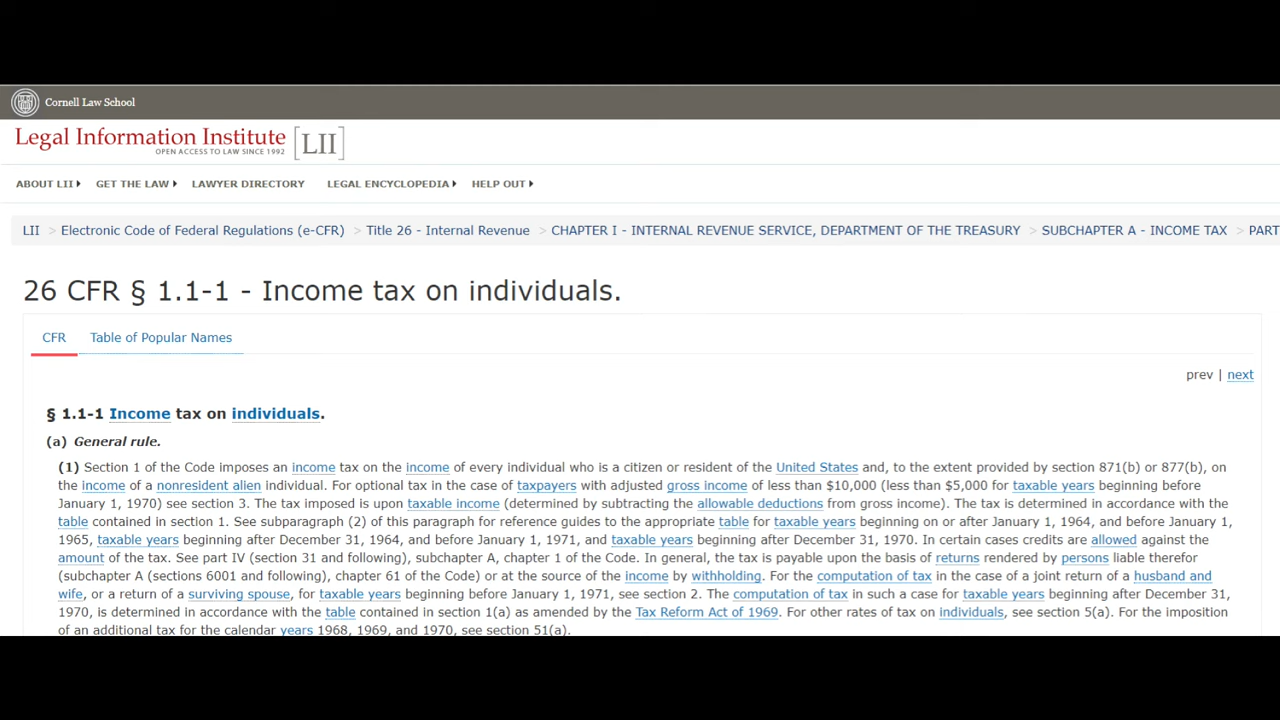 Cornell Law School
Legal Information Institute [LII]
OPEN ACCESS TO LAW SINCE 1992
ABOUT LII GET THE LAW LAWYER DIRECTORY LEGAL ENCYCLOPEDIA HELP OUT
LII > Electronic Code of Federal Regulations (e-CFR) > Title 26 - Internal Revenue > CHAPTER I - INTERNAL REVENUE SERVICE, DEPARTMENT OF THE TREASURY > SUBCHAPTER A - INCOME TAX > PART
26 CFR § 1.1-1 - Income tax on individuals.
CFR Table of Popular Names
prev | next
§ 1.1-1 Income tax on individuals.
(a) General rule.
(1) Section 1 of the Code imposes an income tax on the income of every individual who is a citizen or resident of the United States and, to the extent provided by section 871(b) or 877(b), on
the income of a nonresident alien individual. For optional tax in the case of taxpayers with adjusted gross income of less than $10,000 (less than $5,000 for taxable years beginning before
January 1, 1970) see section 3. The tax imposed is upon taxable income (determined by subtracting the allowable deductions from gross income). The tax is determined in accordance with the
table contained in section 1. See subparagraph (2) of this paragraph for reference guides to the appropriate table for taxable years beginning on or after January 1, 1964, and before January 1,
1965, taxable years beginning after December 31, 1964, and before January 1, 1971, and taxable years beginning after December 31, 1970. In certain cases credits are allowed against the
amount of the tax. See part IV (section 31 and following), subchapter A, chapter 1 of the Code. In general, the tax is payable upon the basis of returns rendered by persons liable therefor
(subchapter A (sections 6001 and following), chapter 61 of the Code) or at the source of the income by withholding. For the computation of tax in the case of a joint return of a husband and
wife, or a return of a surviving spouse, for taxable years beginning before January 1, 1971, see section 2. The computation of tax in such a case for taxable years beginning after December 31,
1970, is determined in accordance with the table contained in section 1(a) as amended by the Tax Reform Act of 1969. For other rates of tax on individuals, see section 5(a). For the imposition
of an additional tax for the calendar years 1968, 1969, and 1970, see section 51(a).